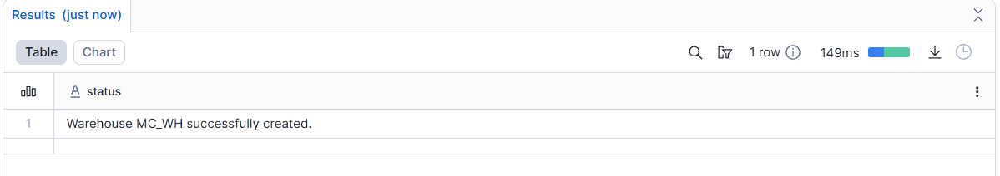 Results (just now)
Table Chart 1 row 149ms
A status
1 Warehouse MC_WH successfully created.